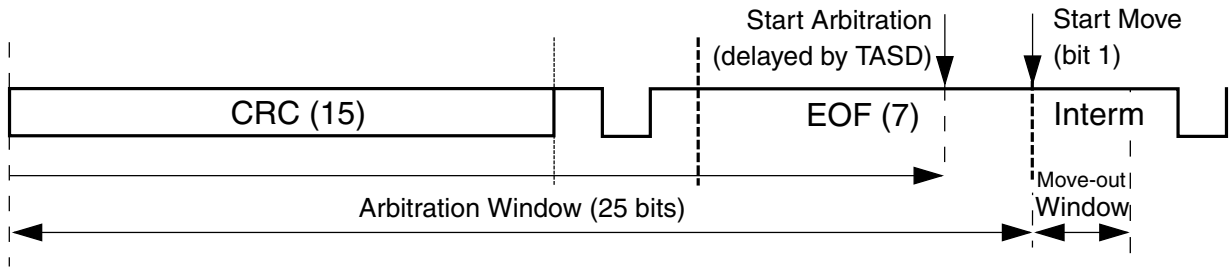 Start Arbitration
(delayed by TASD)
Start Move
(bit 1)
CRC (15)
EOF (7)
Interm
Move-out
Window
Arbitration Window (25 bits)